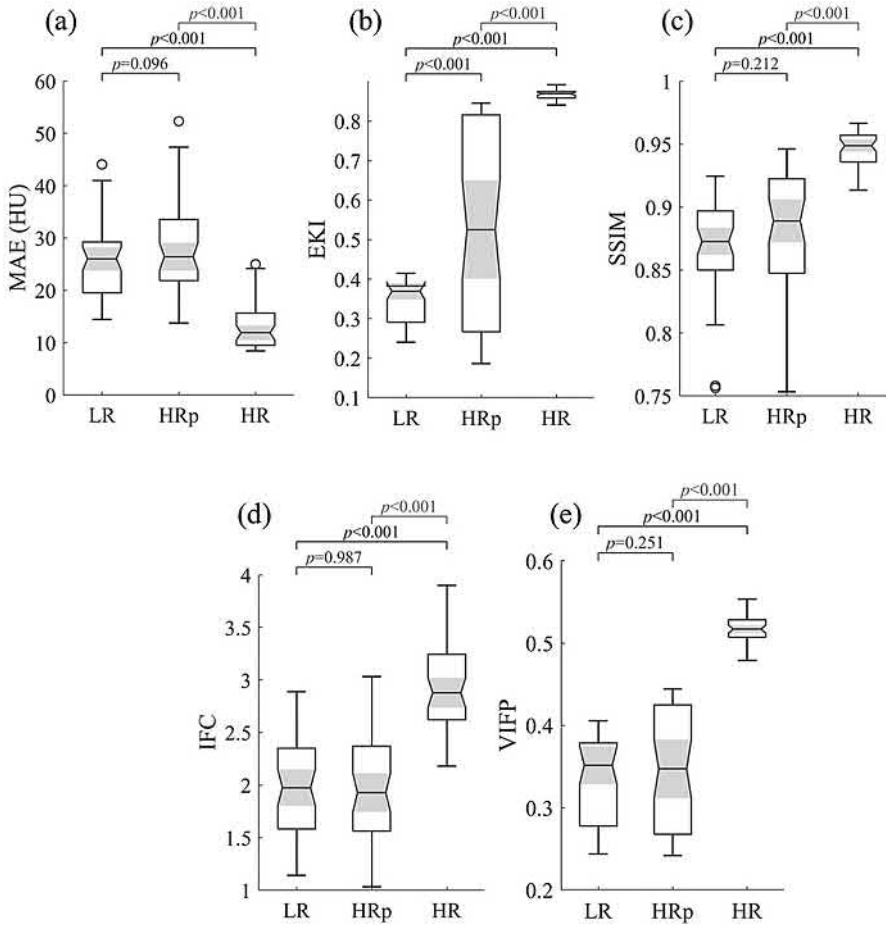 (a)
p<0.001
p<0.001
p=0.096
60
50
40
30
20
10
0
MAE (HU)
LR HRp HR
(b)
p<0.001
p<0.001
p<0.001
0.8
0.7
0.6
0.5
0.4
0.3
0.2
0.1
EKI
LR HRp HR
(c)
p<0.001
p<0.001
p=0.212
1
0.95
0.9
0.85
0.8
0.75
SSIM
LR HRp HR
(d)
p<0.001
p<0.001
p=0.987
4
3.5
3
2.5
2
1.5
1
IFC
LR HRp HR
(e)
p<0.001
p<0.001
p=0.251
0.6
0.5
0.4
0.3
0.2
VIFP
LR HRp HR